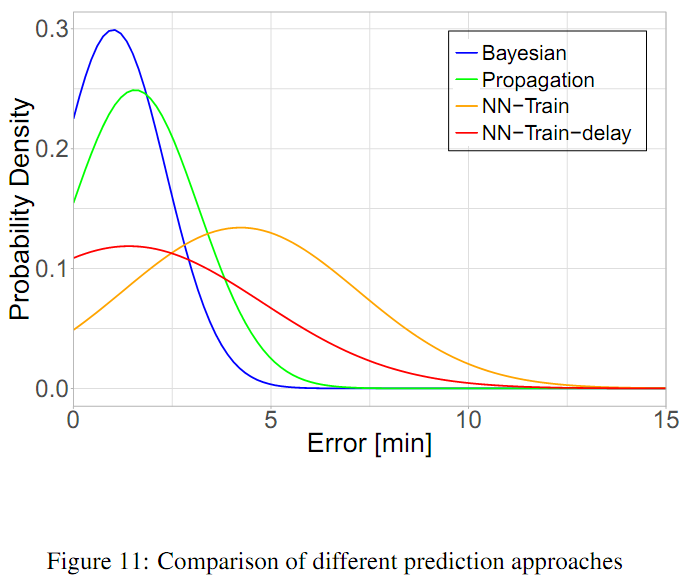 0.3
0.2
0.1
0.0
Probability Density
Bayesian
Propagation
NN−Train
NN−Train−delay
0
5
10
15
Error [min]
Figure 11: Comparison of different prediction approaches